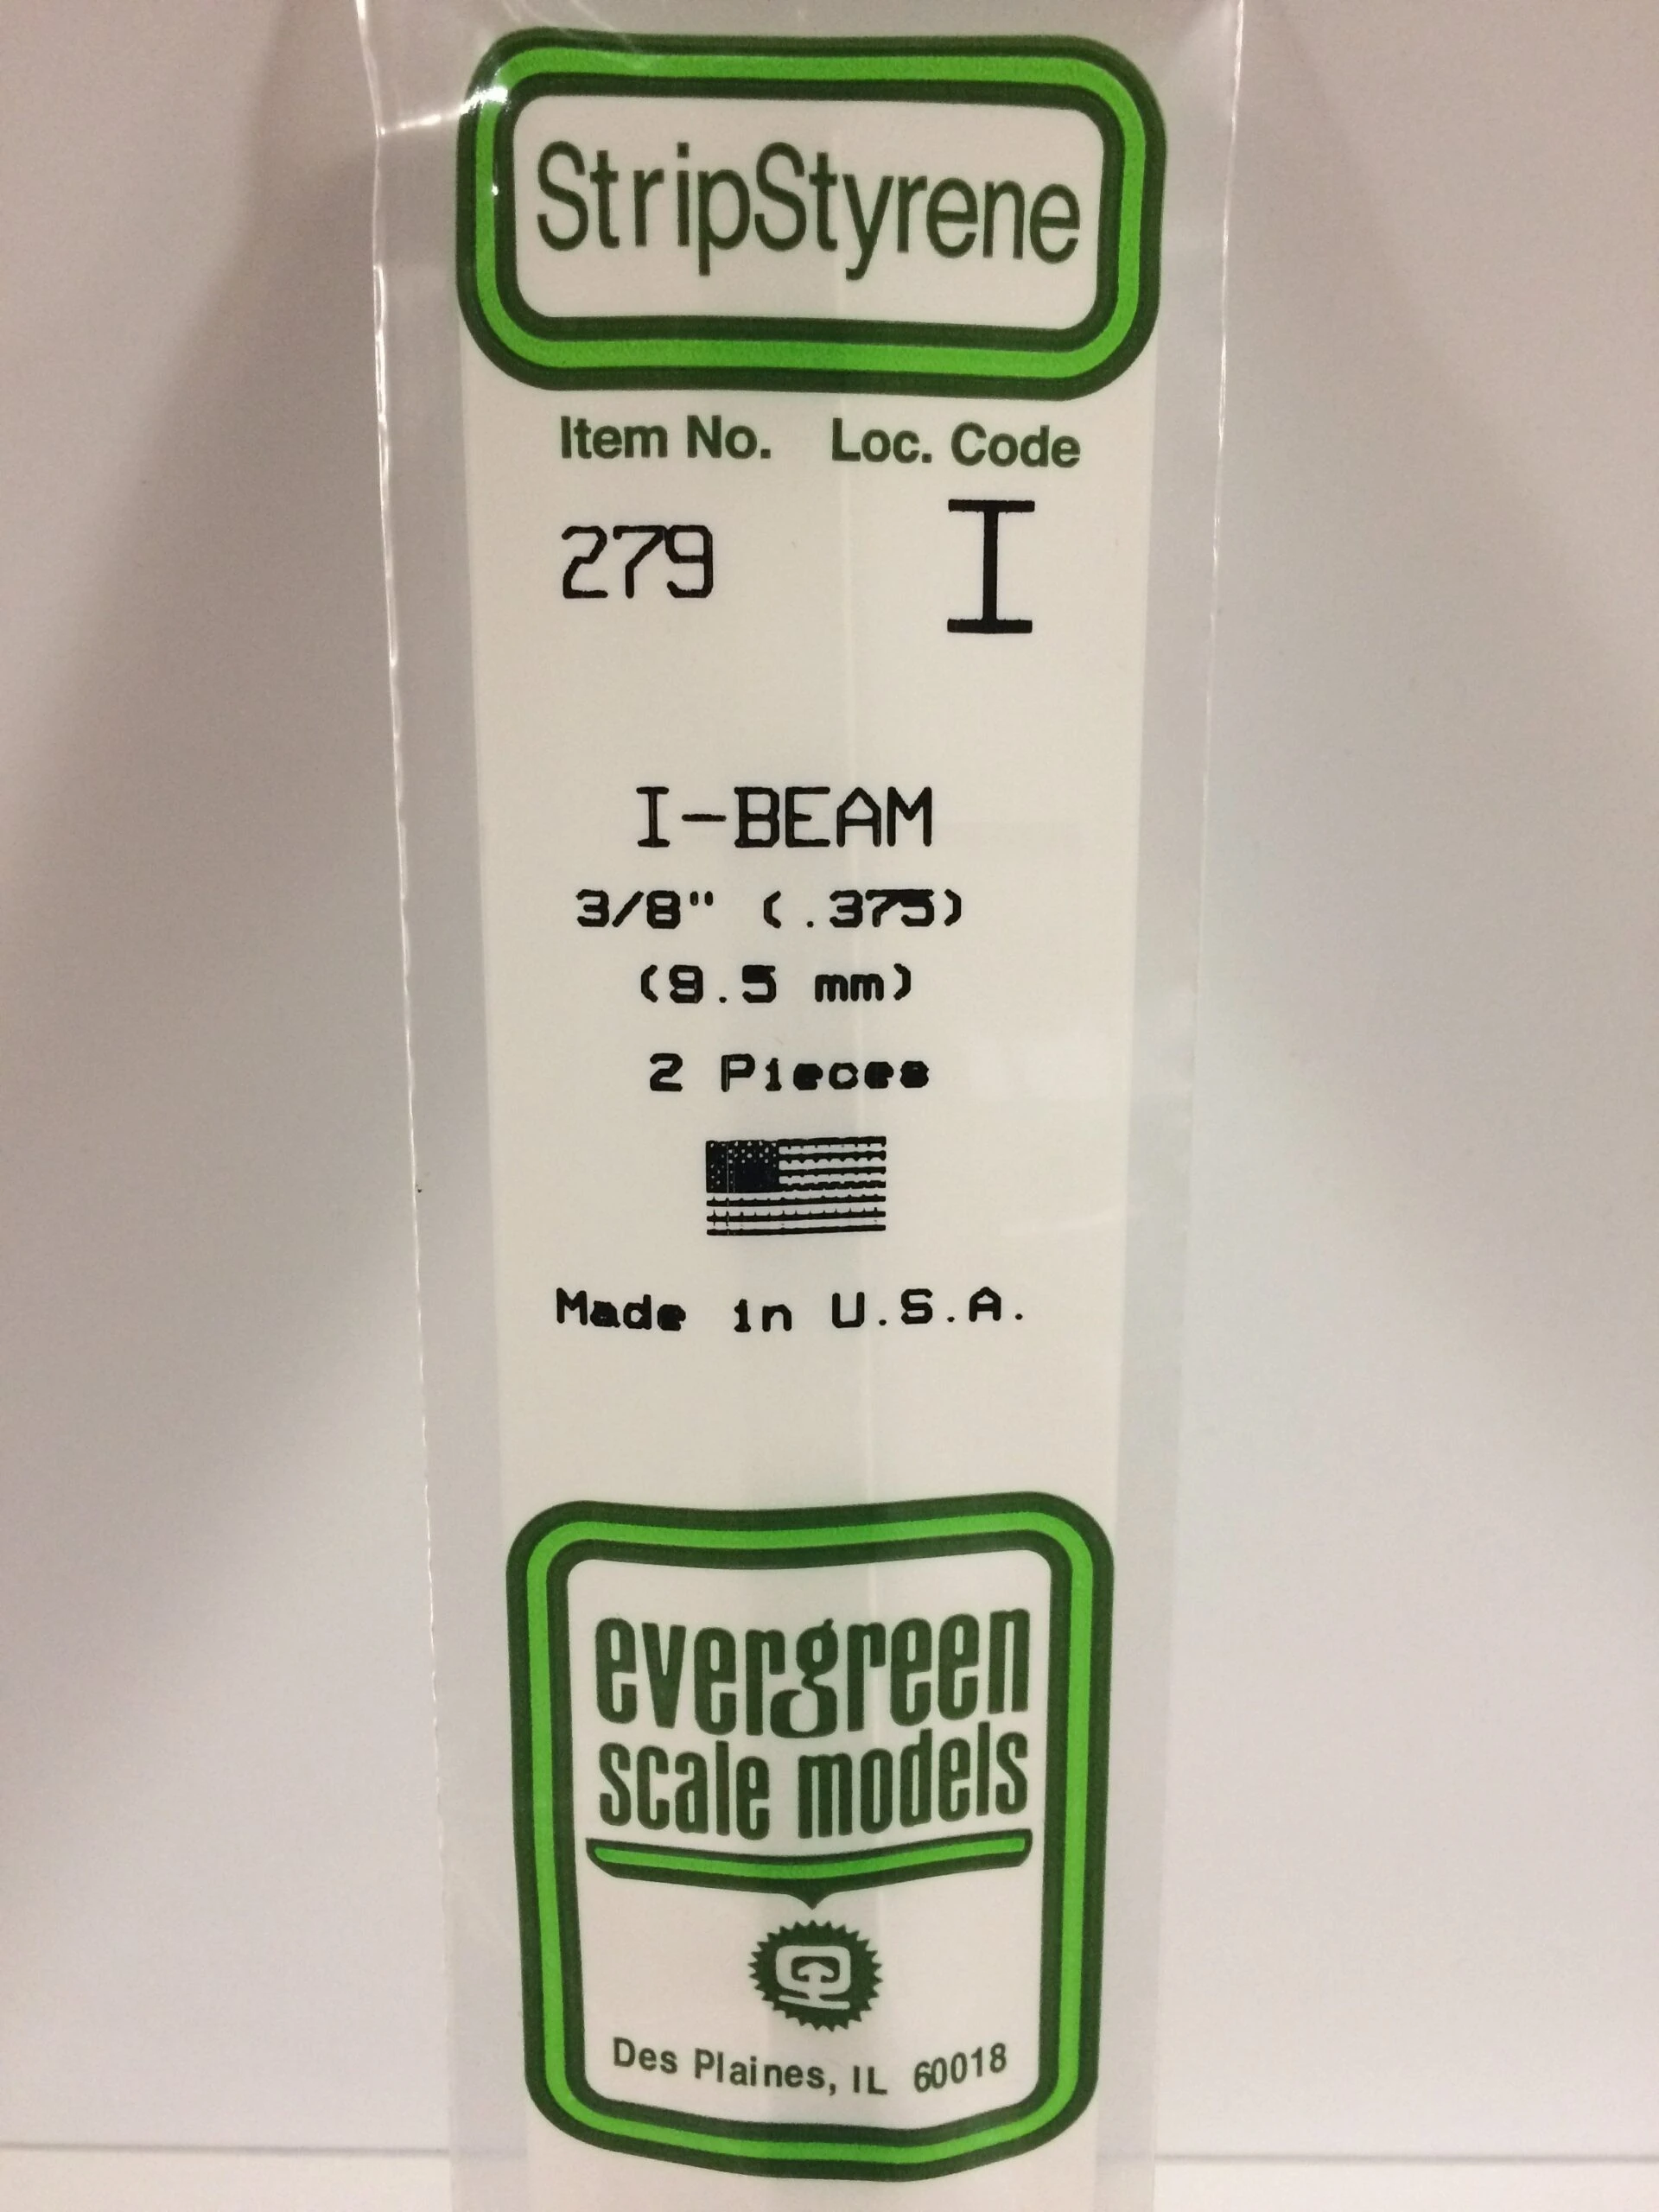 StripStyrene
Item No. Loc. Code
279 I
I-BEAM
3/8" (.375)
(9.5 mm)
2 Pieces
Made in U.S.A.
evergreen
scale models
Des Plaines, IL 60018